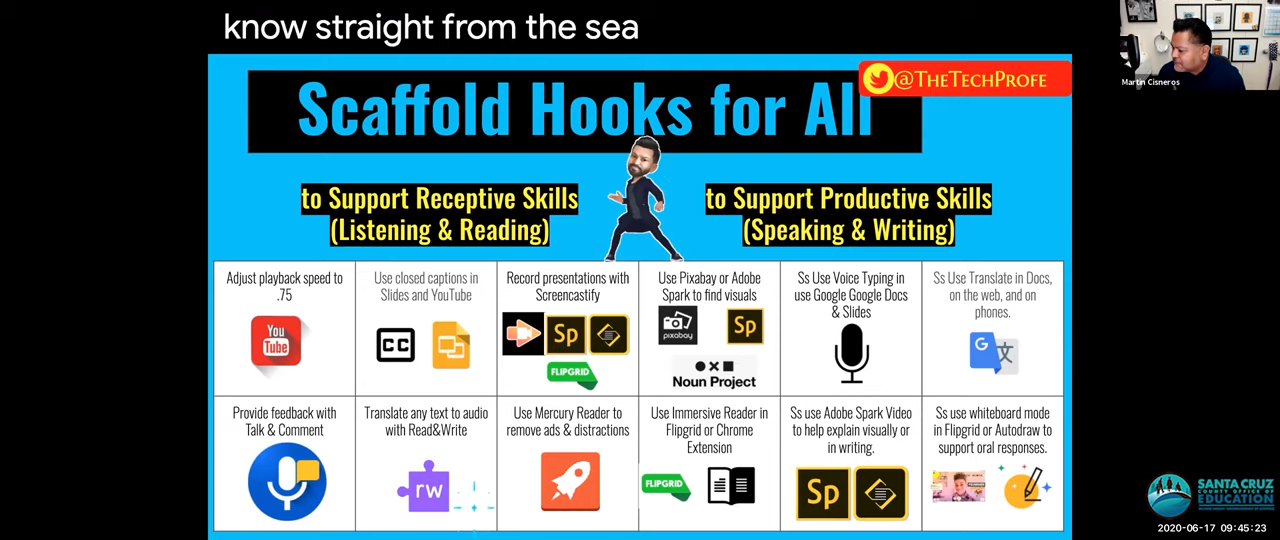 know straight from the sea
@TheTechProfe
Scaffold Hooks for All
Martin Cisneros
to Support Receptive Skills
(Listening & Reading)
to Support Productive Skills
(Speaking & Writing)
Adjust playback speed to
.75
You
Tube
Use closed captions in
Slides and YouTube
CC
Record presentations with
Screencastify
Sp
FLIPGRID
Use Pixabay or Adobe
Spark to find visuals
pixabay
Sp
Noun Project
Ss Use Voice Typing in
use Google Google Docs
& Slides
Ss Use Translate in Docs,
on the web, and on
phones.
G
文
Provide feedback with
Talk & Comment
Translate any text to audio
with Read&Write
rw
Use Mercury Reader to
remove ads & distractions
Use Immersive Reader in
Flipgrid or Chrome
Extension
FLIPGRID
Ss use Adobe Spark Video
to help explain visually or
in writing.
Sp
Ss use whiteboard mode
in Flipgrid or Autodraw to
support oral responses.
SANTA CRUZ
COUNTY OFFICE OF
EDUCATION
2020-06-17 09:45:23